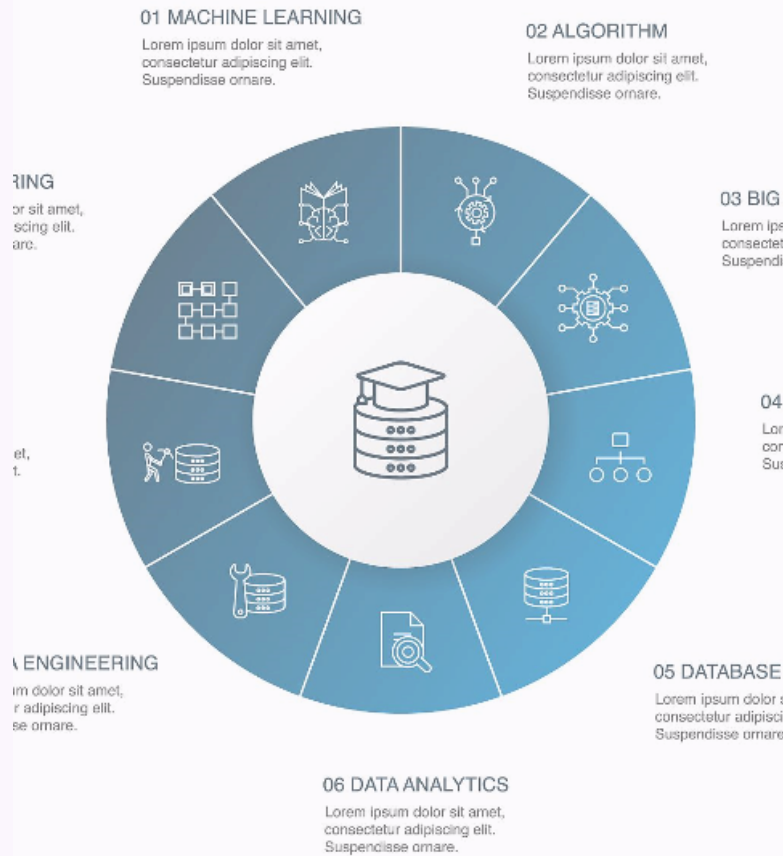 01 MACHINE LEARNING
Lorem ipsum dolor sit amet,
consectetur adipiscing elit.
Suspendisse ornare.
02 ALGORITHM
Lorem ipsum dolor sit amet,
consectetur adipiscing elit.
Suspendisse ornare.
RING
or sit amet,
scing elit.
are.
03 BIG
Lorem ips
consectet
Suspendi
04
Lor
con
Sus
et,
t.
05 DATABASE
Lorem ipsum dolor s
consectetur adipisci
Suspendisse ornare
A ENGINEERING
m dolor sit amet,
r adipiscing elit.
se ornare.
06 DATA ANALYTICS
Lorem ipsum dolor sit amet,
consectetur adipiscing elit.
Suspendisse ornare.